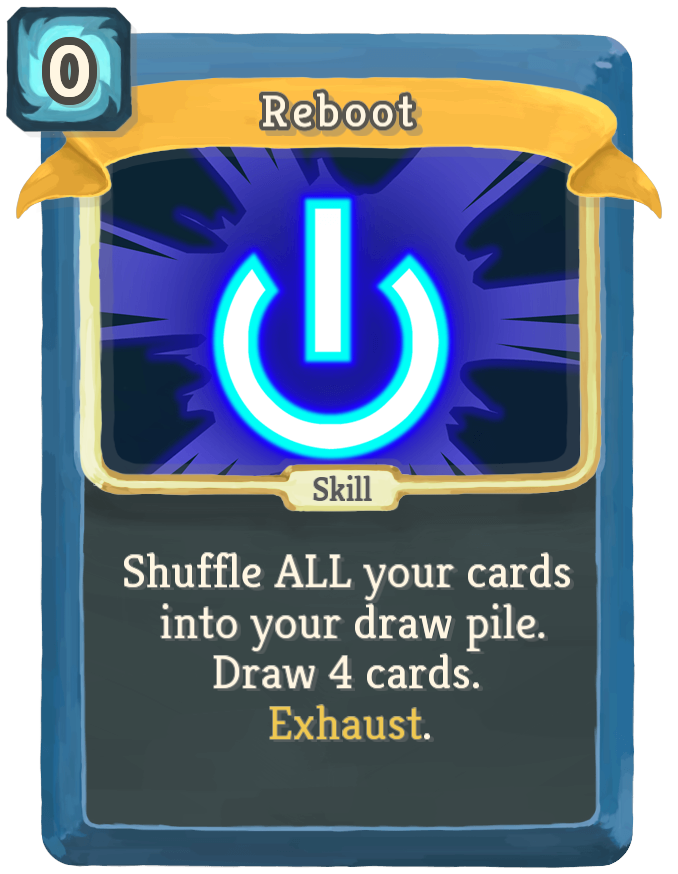 0
Reboot
Skill
Shuffle ALL your cards
into your draw pile.
Draw 4 cards.
Exhaust.